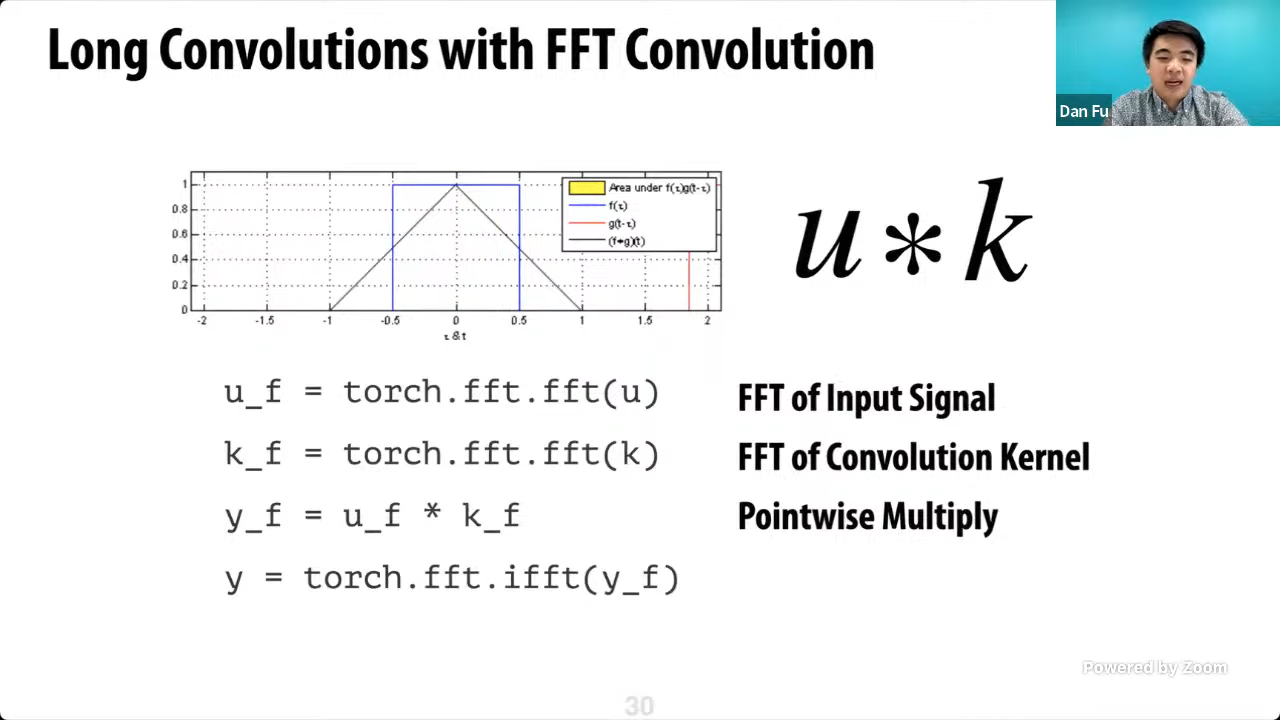 Long Convolutions with FFT Convolution
Dan Fu
Area under f(τ)g(t-τ)
f(τ)
g(t-τ)
(f*g)(t)
1
0.8
0.6
0.4
0.2
0
-2 -1.5 -1 -0.5 0 0.5 1 1.5 2
τ & t
u * k
u_f = torch.fft.fft(u) FFT of Input Signal
k_f = torch.fft.fft(k) FFT of Convolution Kernel
y_f = u_f * k_f Pointwise Multiply
y = torch.fft.ifft(y_f)
Powered by Zoom
30